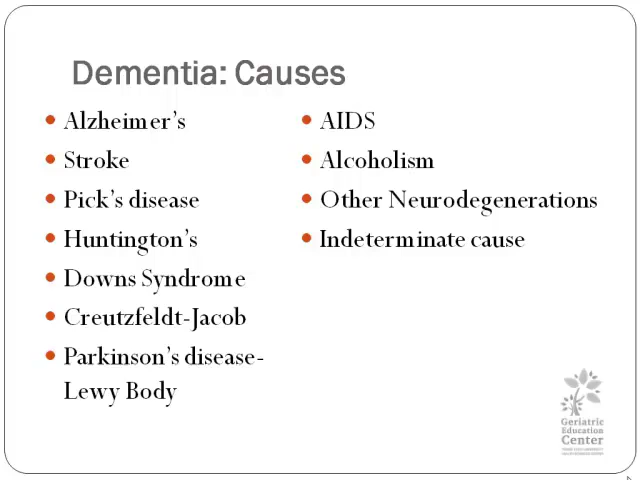 Dementia: Causes
• Alzheimer's
• Stroke
• Pick's disease
• Huntington's
• Downs Syndrome
• Creutzfeldt-Jacob
• Parkinson's disease-
Lewy Body
• AIDS
• Alcoholism
• Other Neurodegenerations
• Indeterminate cause
Geriatric
Education
Center